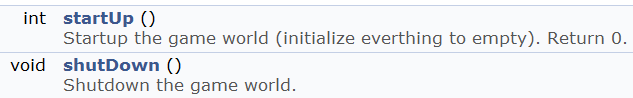 int startUp ()
Startup the game world (initialize everthing to empty). Return 0.
void shutDown ()
Shutdown the game world.